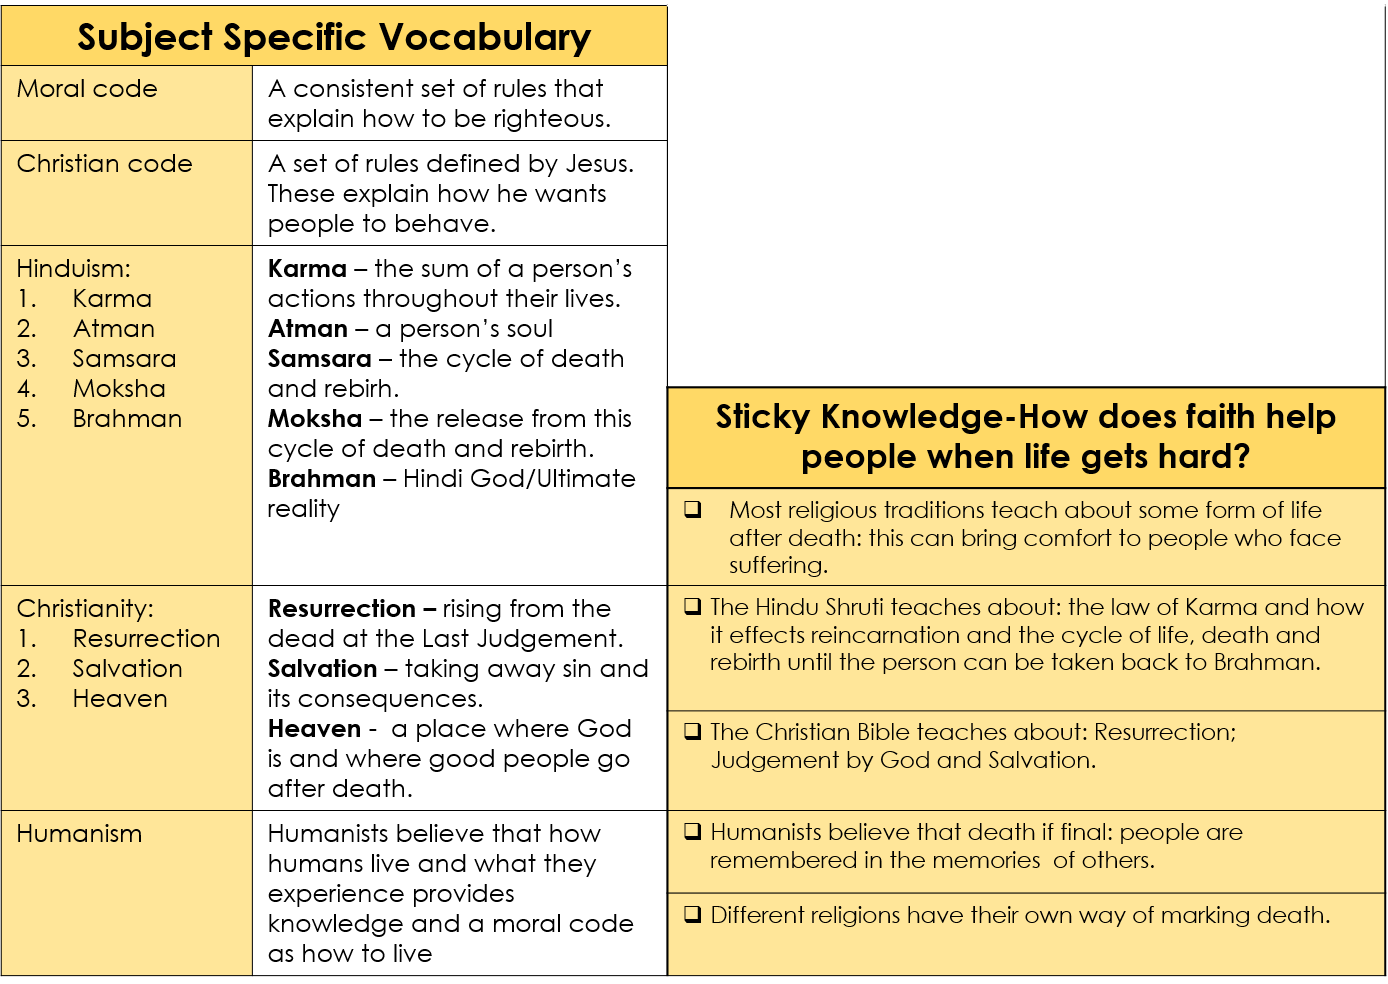 Subject Specific Vocabulary
Moral code
A consistent set of rules that
explain how to be righteous.
Christian code
A set of rules defined by Jesus.
These explain how he wants
people to behave.
Hinduism:
1. Karma
2. Atman
3. Samsara
4. Moksha
5. Brahman
Karma – the sum of a person’s
actions throughout their lives.
Atman – a person’s soul
Samsara – the cycle of death
and rebirh.
Moksha – the release from this
cycle of death and rebirth.
Brahman – Hindi God/Ultimate
reality
Christianity:
1. Resurrection
2. Salvation
3. Heaven
Resurrection – rising from the
dead at the Last Judgement.
Salvation – taking away sin and
its consequences.
Heaven - a place where God
is and where good people go
after death.
Humanism
Humanists believe that how
humans live and what they
experience provides
knowledge and a moral code
as how to live
Sticky Knowledge-How does faith help
people when life gets hard?
❑ Most religious traditions teach about some form of life
after death: this can bring comfort to people who face
suffering.
❑ The Hindu Shruti teaches about: the law of Karma and how
it effects reincarnation and the cycle of life, death and
rebirth until the person can be taken back to Brahman.
❑ The Christian Bible teaches about: Resurrection;
Judgement by God and Salvation.
❑ Humanists believe that death if final: people are
remembered in the memories of others.
❑ Different religions have their own way of marking death.